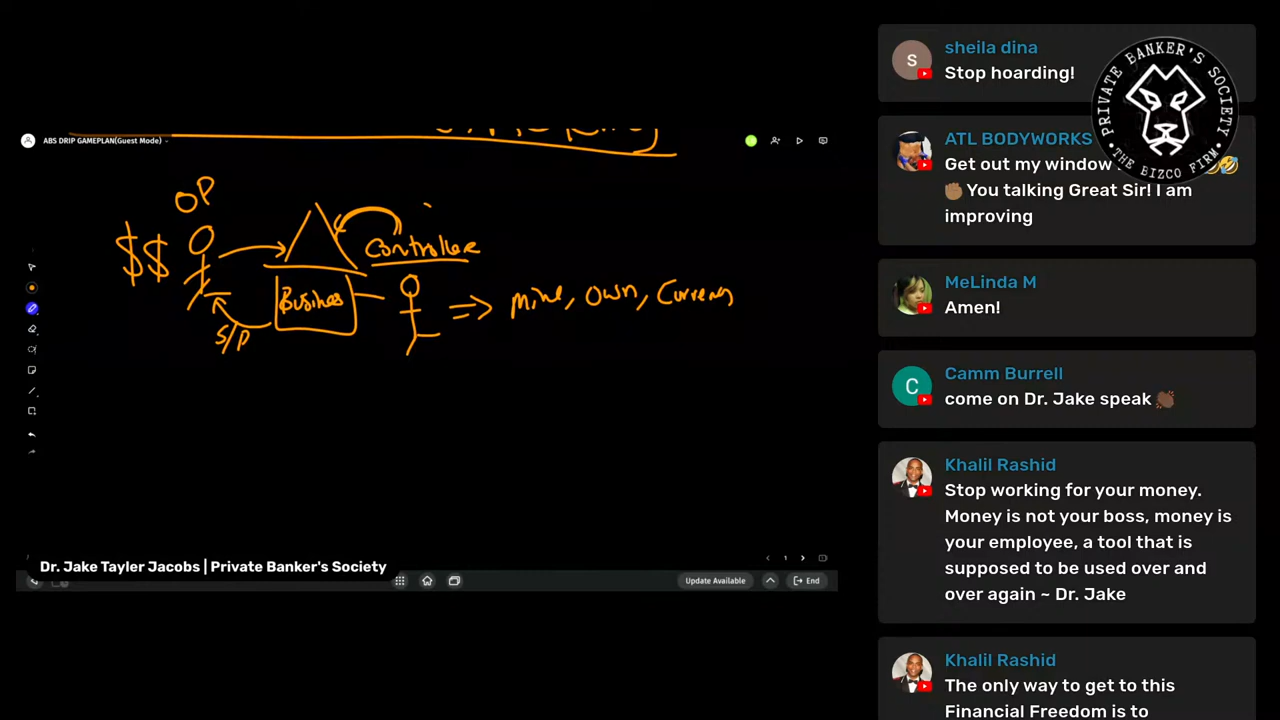 ABS DRIP GAMEPLAN(Guest Mode)
OP
$$
Controller
Business
S/P
Mine, Own, Currency
1
Dr. Jake Tayler Jacobs | Private Banker's Society
Update Available
End
sheila dina
Stop hoarding!
PRIVATE BANKER'S SOCIETY
• THE BIZCO FIRM •
ATL BODYWORKS
Get out my window
You talking Great Sir! I am
improving
MeLinda M
Amen!
Camm Burrell
come on Dr. Jake speak
Khalil Rashid
Stop working for your money.
Money is not your boss, money is
your employee, a tool that is
supposed to be used over and
over again ~ Dr. Jake
Khalil Rashid
The only way to get to this
Financial Freedom is to